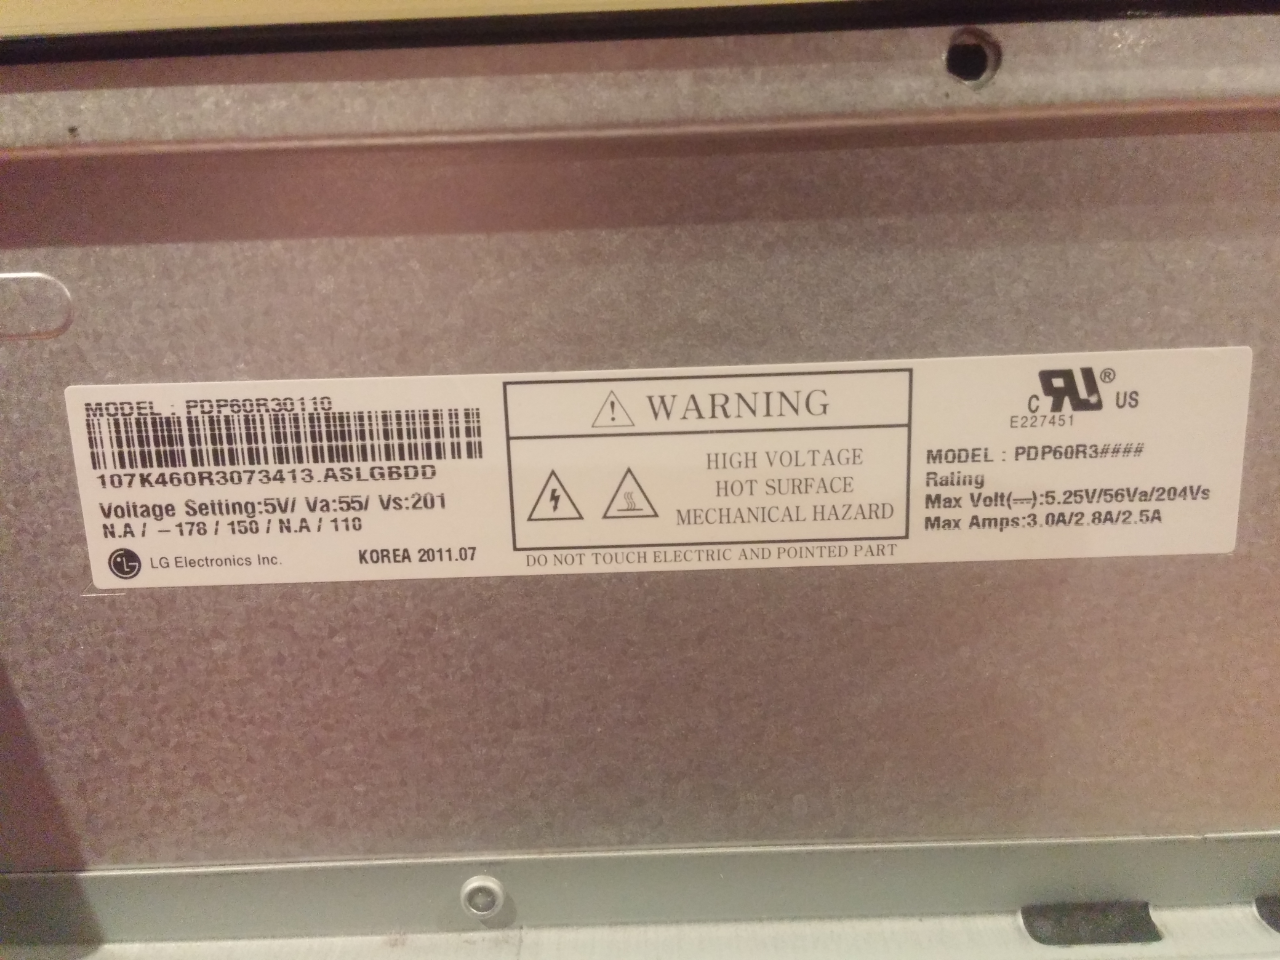 MODEL : PDP60R30110
107K460R3073413.ASLGBDD
Voltage Setting:5V/ Va:55/ Vs:201
N.A / -178 / 150 / N.A / 110
LG Electronics Inc.
KOREA 2011.07
WARNING
HIGH VOLTAGE
HOT SURFACE
MECHANICAL HAZARD
DO NOT TOUCH ELECTRIC AND POINTED PART
C RU ® US
E227451
MODEL : PDP60R3####
Rating
Max Volt(⎓):5.25V/56Va/204Vs
Max Amps:3.0A/2.8A/2.5A